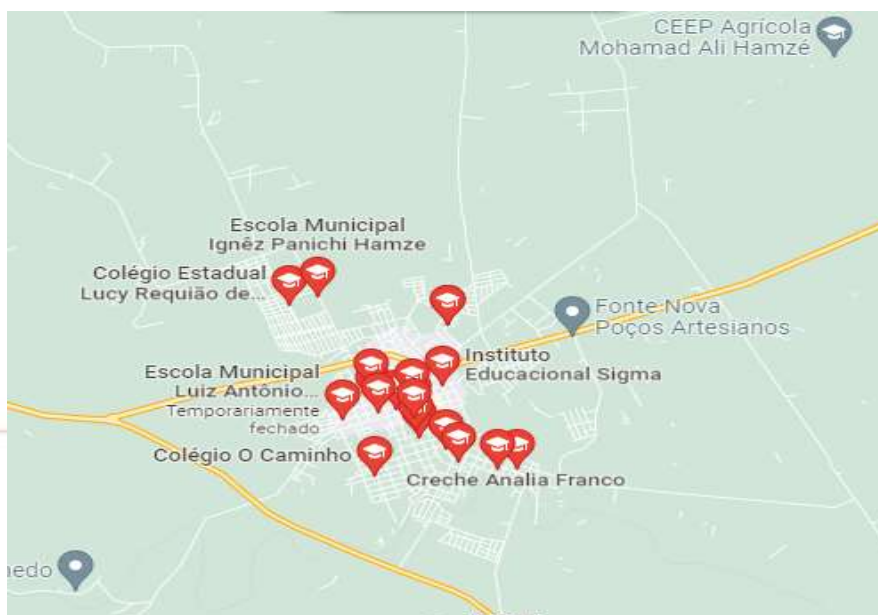 CEEP Agrícola
Mohamad Ali Hamzé
Escola Municipal
Ignêz Panichi Hamze
Colégio Estadual
Lucy Requião de...
Fonte Nova
Poços Artesianos
Instituto
Educacional Sigma
Escola Municipal
Luiz Antônio...
Temporariamente
fechado
Colégio O Caminho
Creche Analia Franco